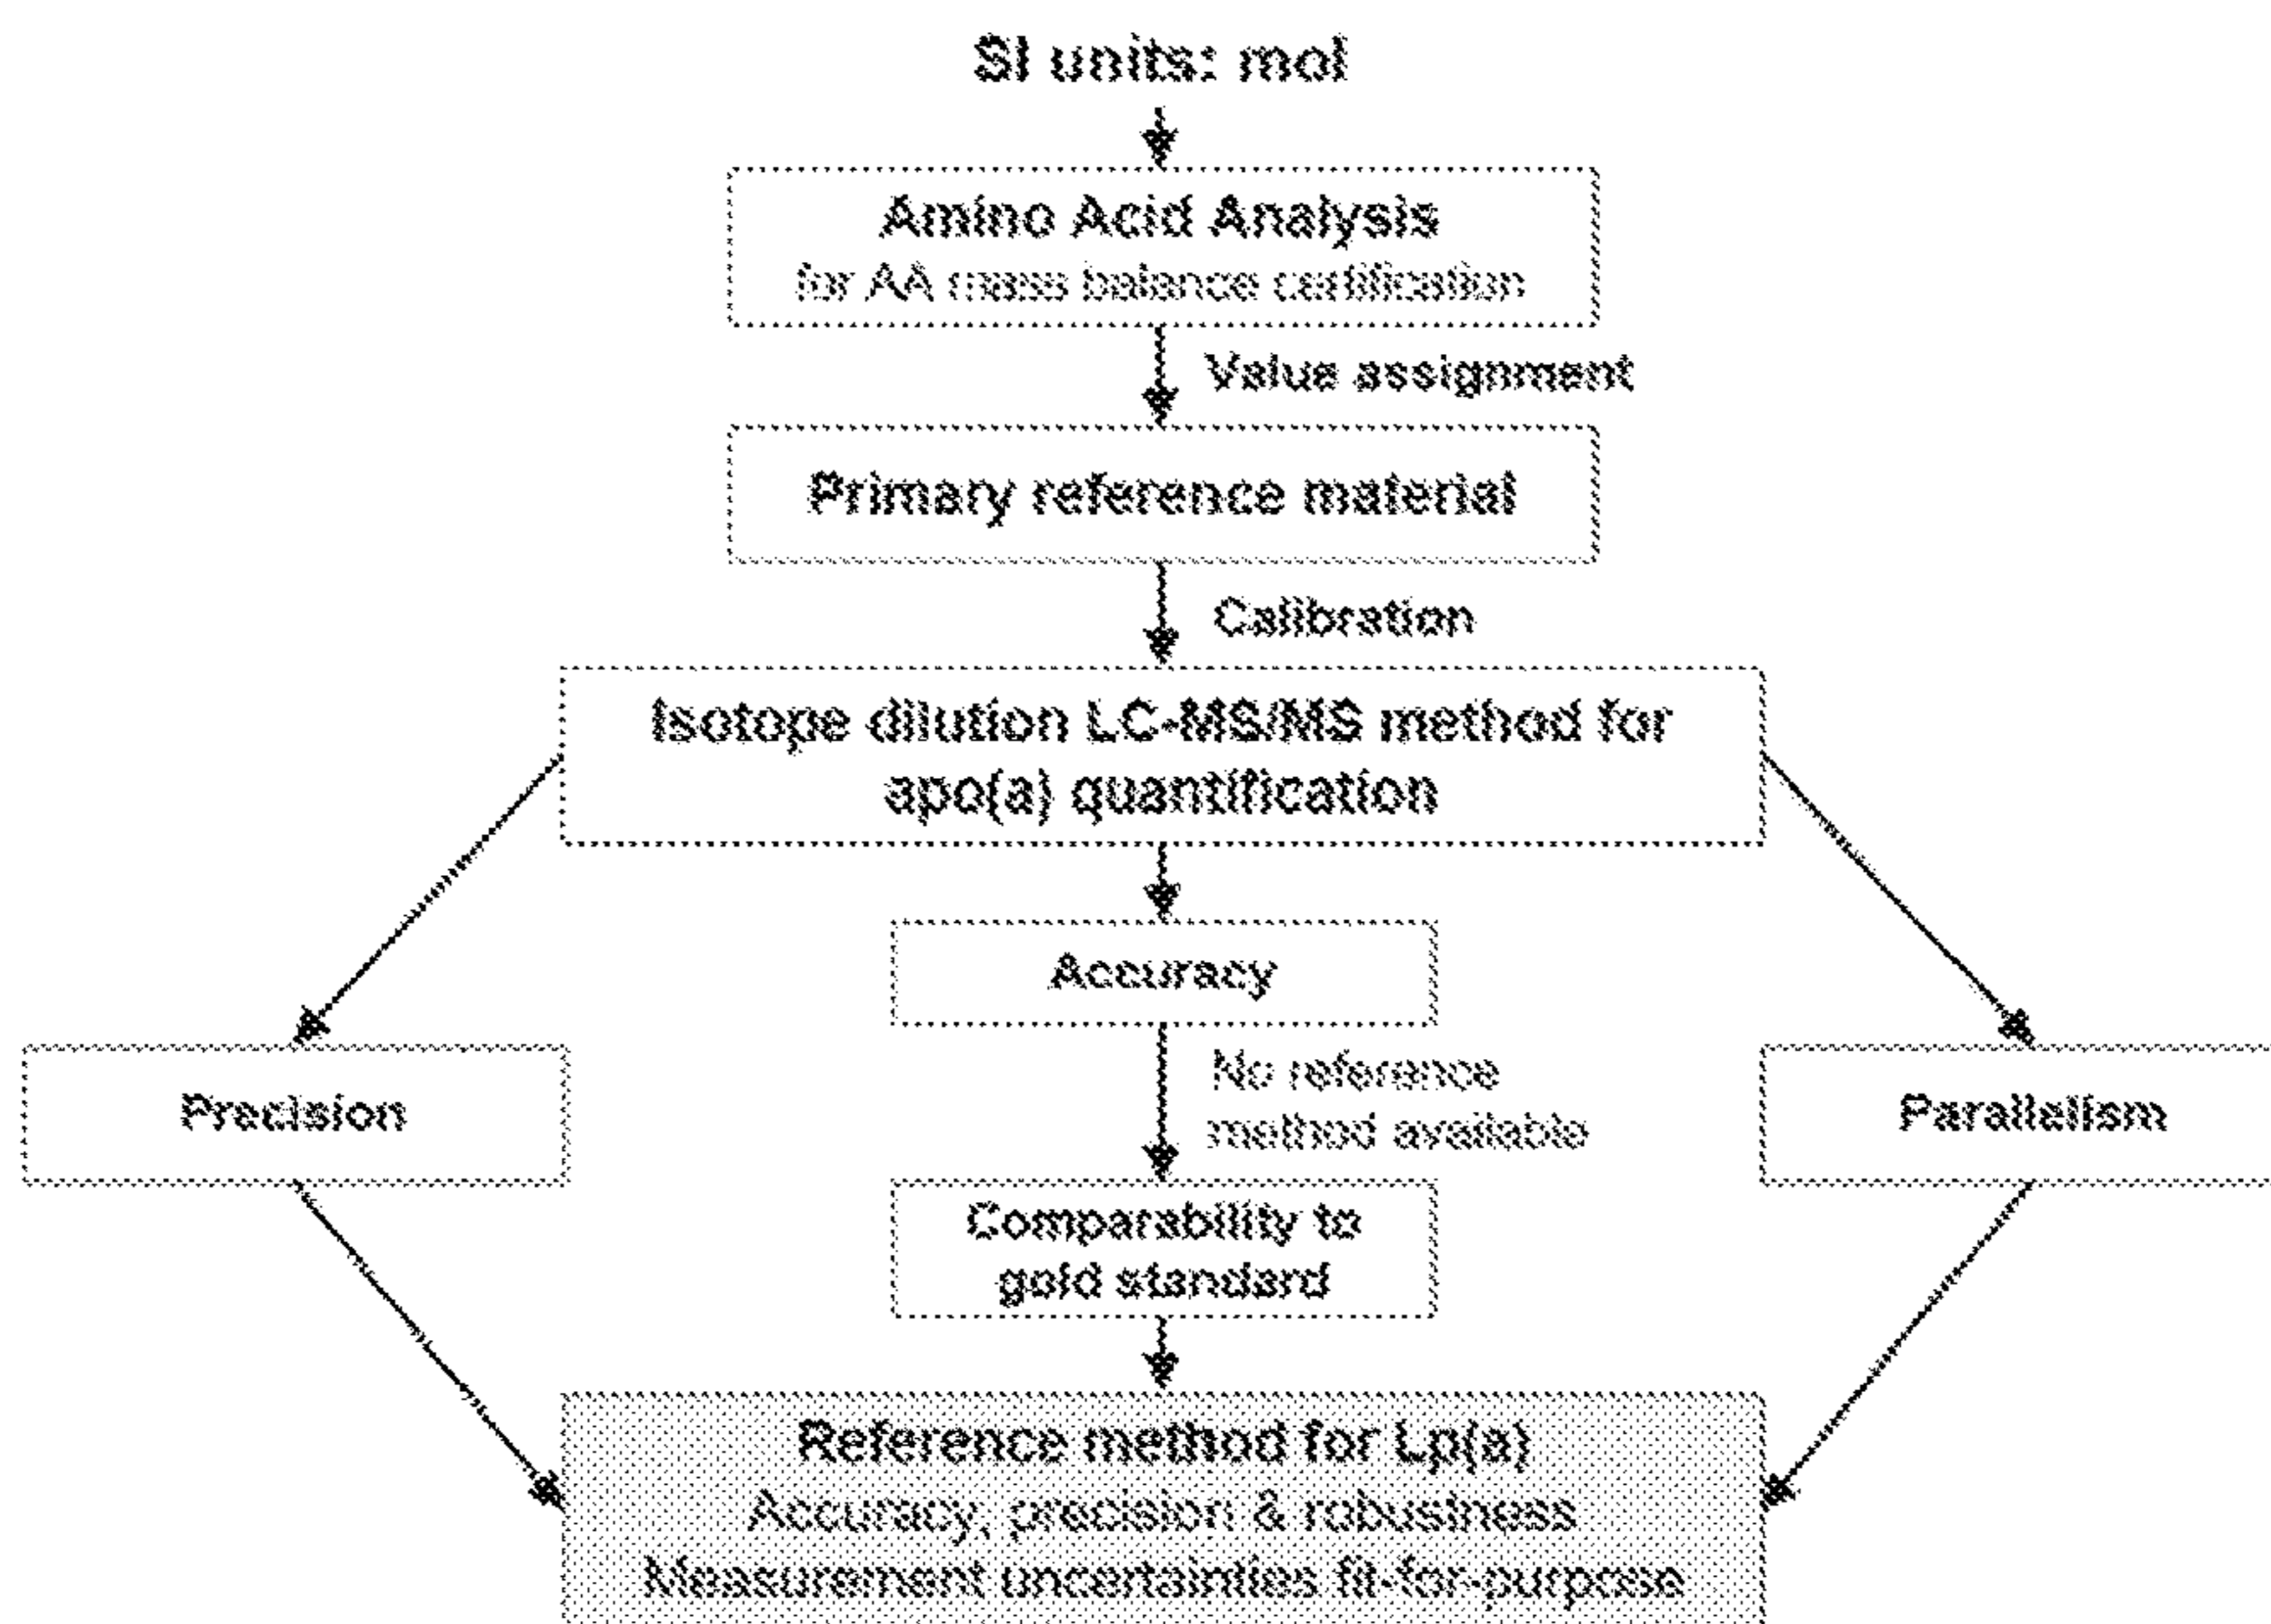 SI units: mol
Amino Acid Analysis
for AA mass balance certification
Value assignment
Primary reference material
Calibration
Isotope dilution LC-MS/MS method for
apo(a) quantification
Accuracy
No reference
method available
Precision
Parallelism
Comparability to
gold standard
Reference method for Lp(a)
Accuracy, precision & robustness
Measurement uncertainties fit-for-purpose